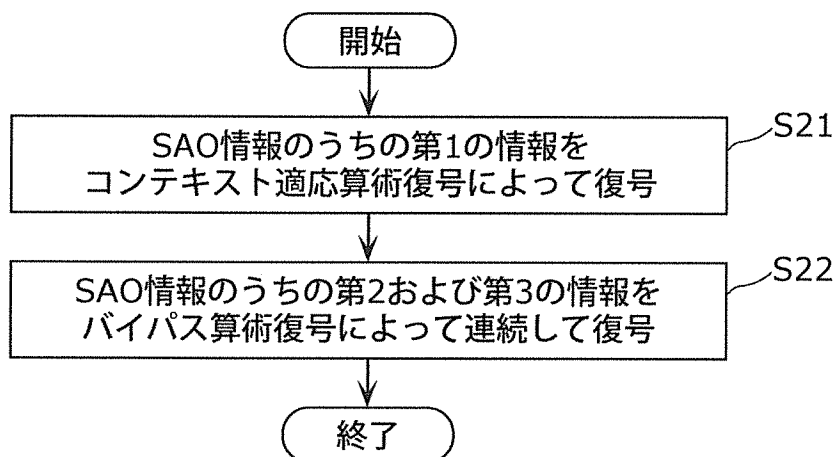 開始
SAO情報のうちの第1の情報を
コンテキスト適応算術復号によって復号
S21
SAO情報のうちの第2および第3の情報を
バイパス算術復号によって連続して復号
S22
終了